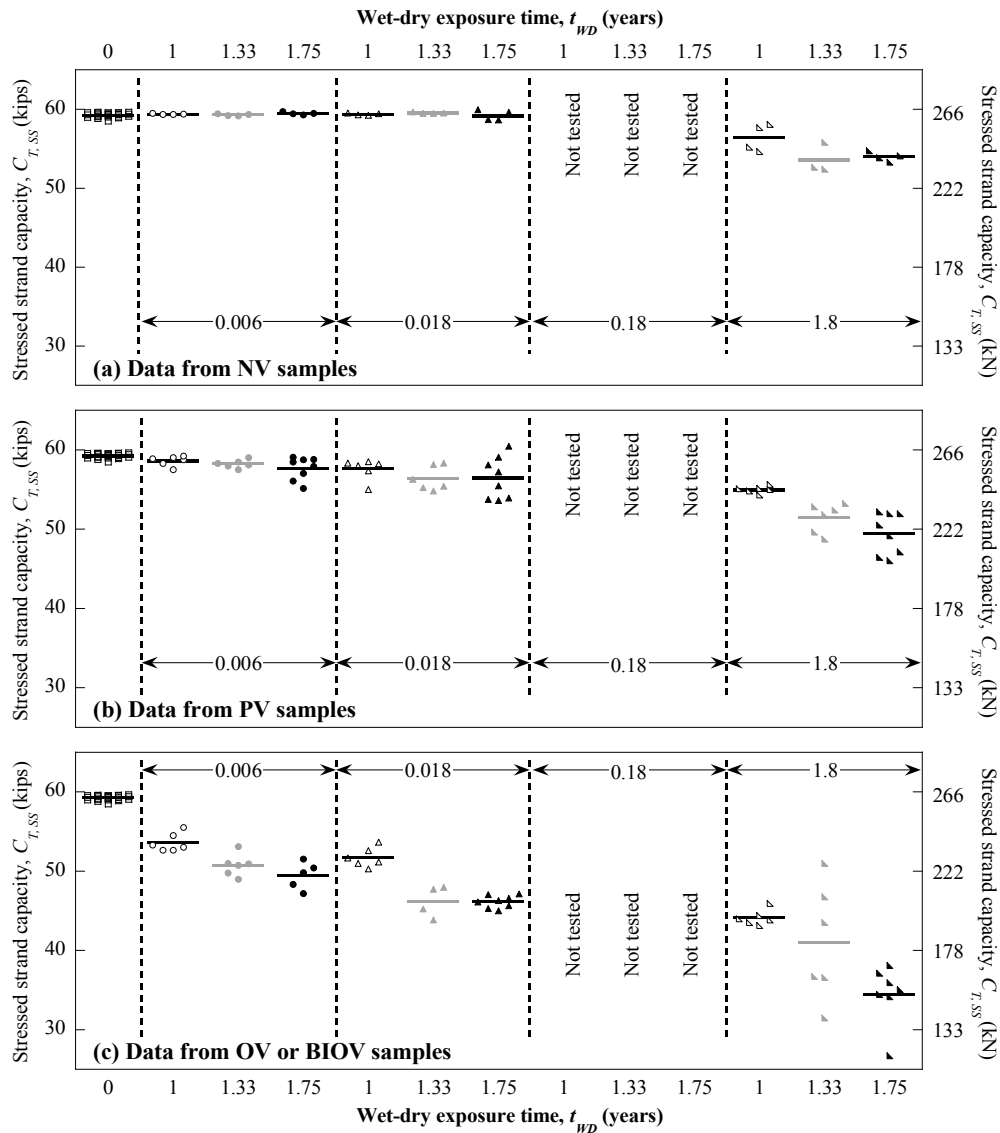 Wet-dry exposure time, t_WD (years)
0 1 1.33 1.75 1 1.33 1.75 1 1.33 1.75 1 1.33 1.75
Stressed strand capacity, C_T, SS (kips)
60
50
40
30
Not tested
Not tested
Not tested
0.006 0.018 0.18 1.8
(a) Data from NV samples
266
222
178
133
Stressed strand capacity, C_T, SS (kN)
Stressed strand capacity, C_T, SS (kips)
60
50
40
30
Not tested
Not tested
Not tested
0.006 0.018 0.18 1.8
(b) Data from PV samples
266
222
178
133
Stressed strand capacity, C_T, SS (kN)
Stressed strand capacity, C_T, SS (kips)
60
50
40
30
0.006 0.018 0.18 1.8
Not tested
Not tested
Not tested
(c) Data from OV or BIOV samples
266
222
178
133
Stressed strand capacity, C_T, SS (kN)
0 1 1.33 1.75 1 1.33 1.75 1 1.33 1.75 1 1.33 1.75
Wet-dry exposure time, t_WD (years)